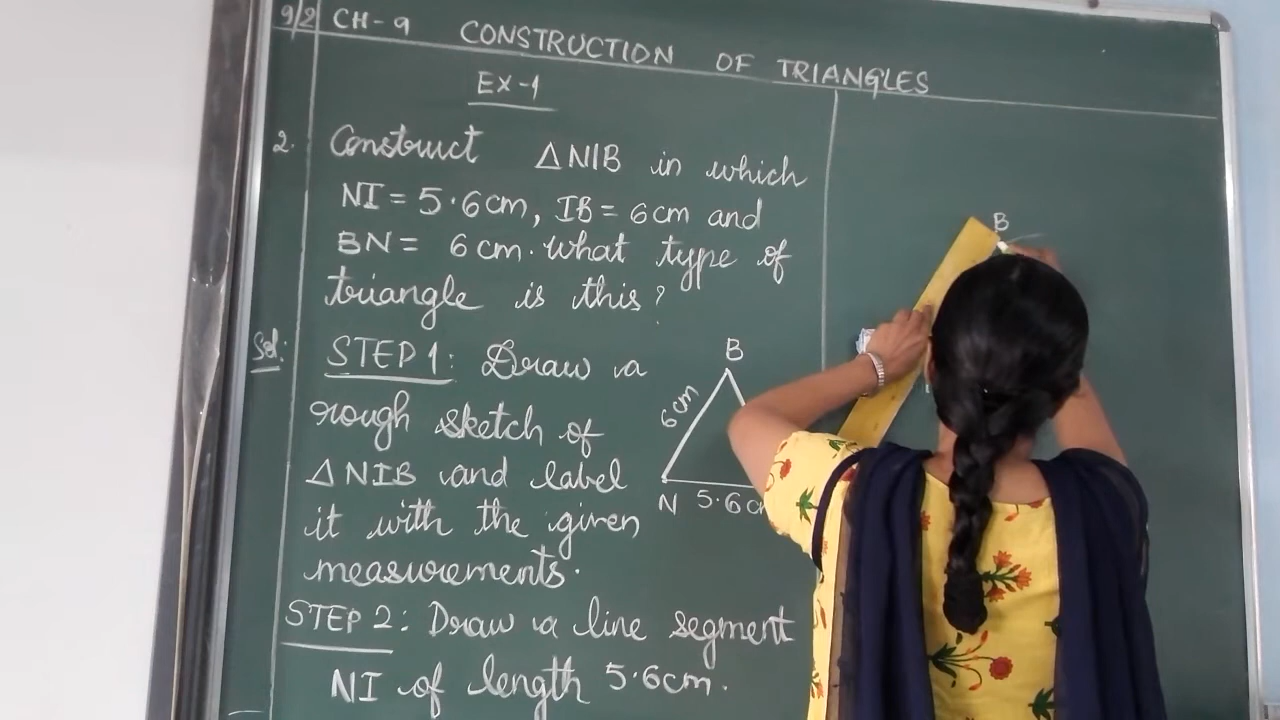 9/2 CH-9 CONSTRUCTION OF TRIANGLES
EX-1
2. Construct △NIB in which
NI = 5.6cm, IB = 6cm and
BN = 6cm. what type of
triangle is this?
Sol:
STEP 1: Draw a
rough sketch of
△NIB and label
it with the given
measurements.
STEP 2: Draw a line segment
NI of length 5.6cm.
B
6cm
N 5.6c
B